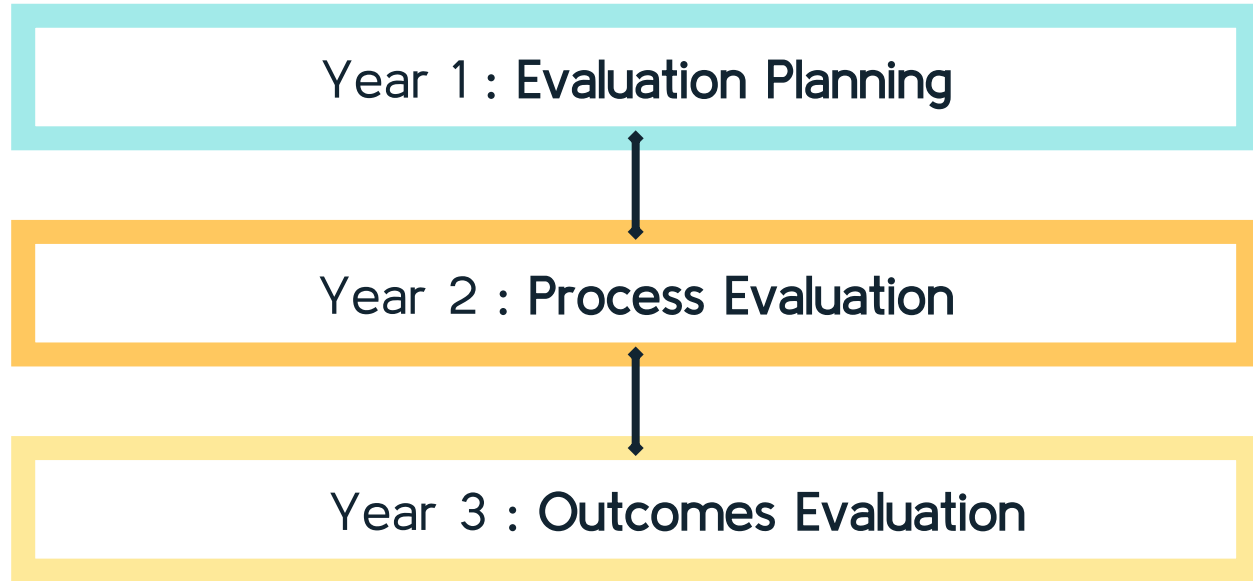 Year 1 : Evaluation Planning
Year 2 : Process Evaluation
Year 3 : Outcomes Evaluation